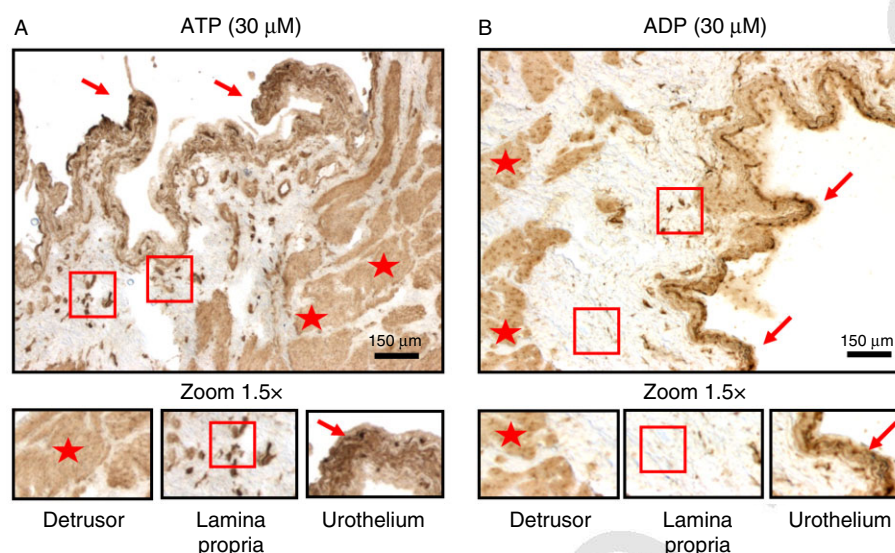 A
ATP (30 μM)
B
ADP (30 μM)
150 μm
150 μm
Zoom 1.5×
Zoom 1.5×
Detrusor
Lamina
propria
Urothelium
Detrusor
Lamina
propria
Urothelium